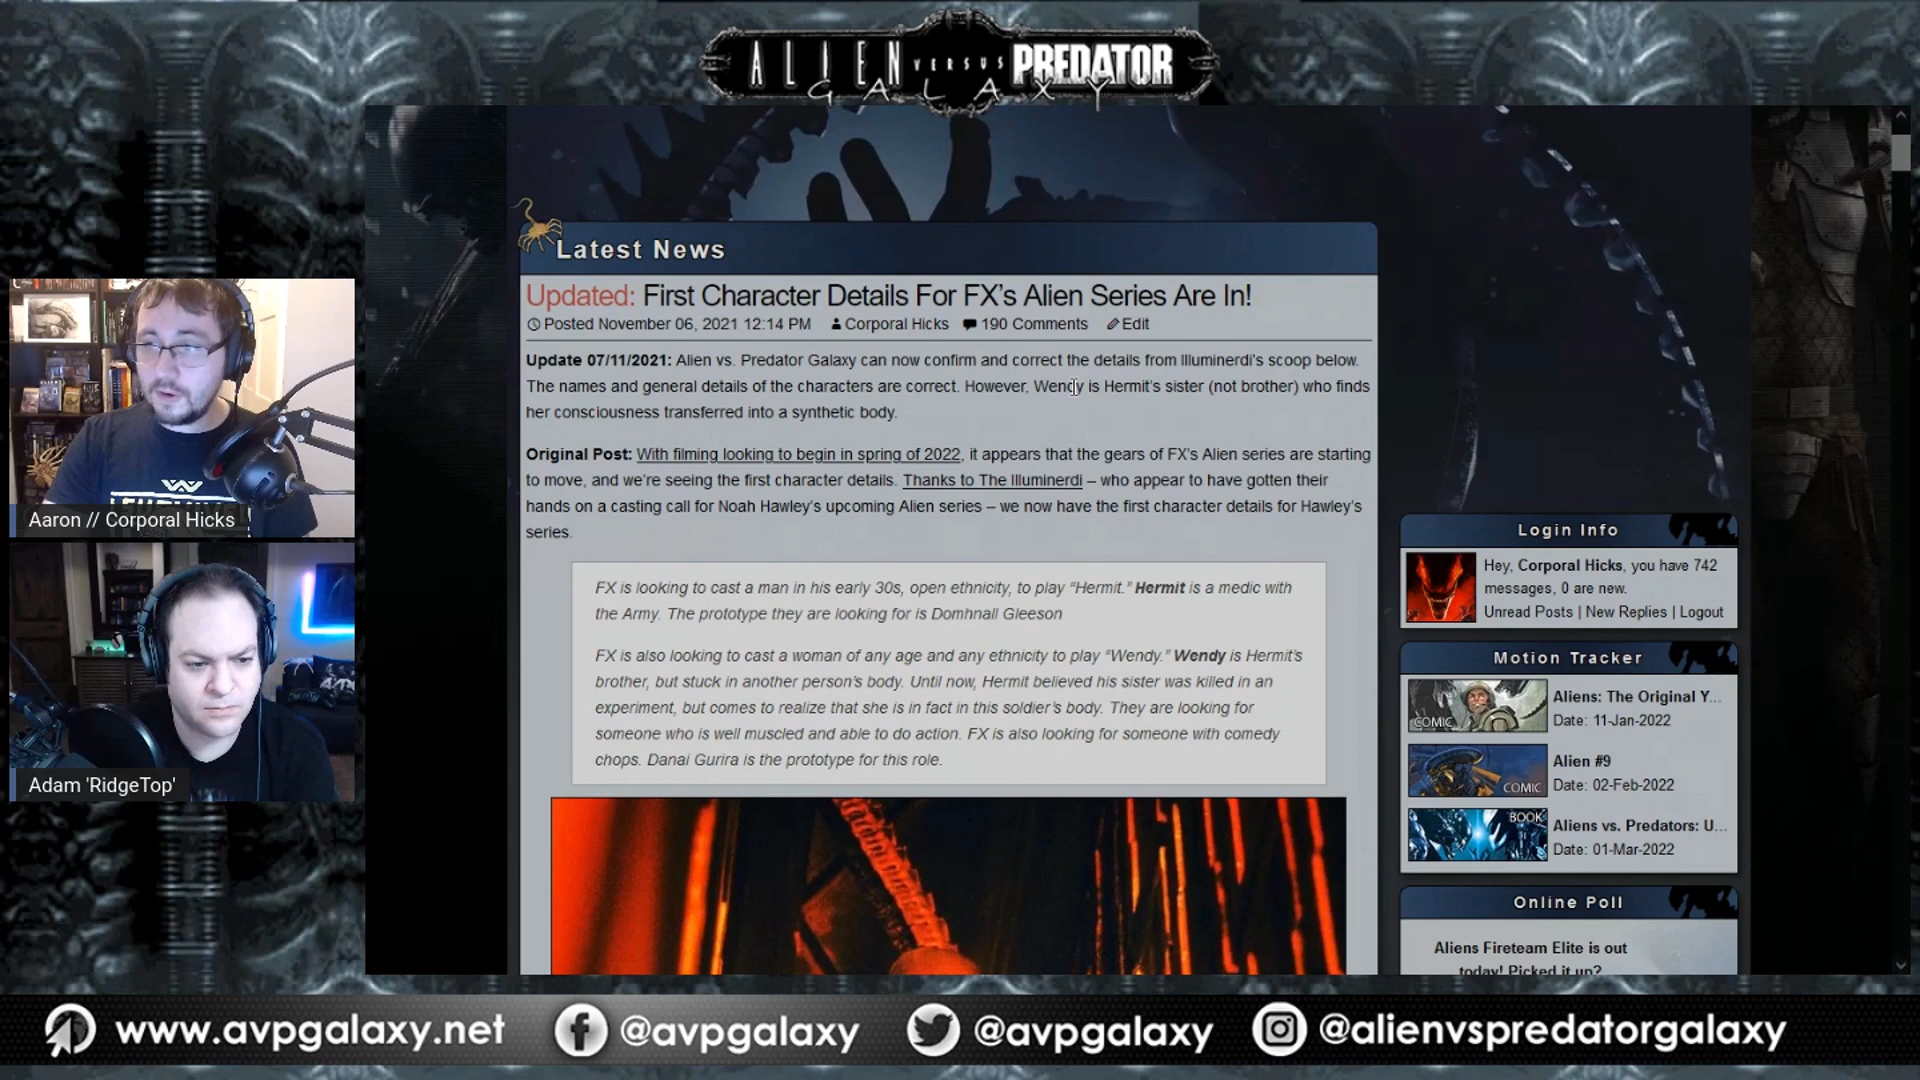 ALIEN VERSUS PREDATOR
GALAXY
Latest News
Updated: First Character Details For FX's Alien Series Are In!
Posted November 06, 2021 12:14 PM Corporal Hicks 190 Comments Edit
Update 07/11/2021: Alien vs. Predator Galaxy can now confirm and correct the details from Illuminerdi's scoop below.
The names and general details of the characters are correct. However, Wendy is Hermit's sister (not brother) who finds
her consciousness transferred into a synthetic body.
Original Post: With filming looking to begin in spring of 2022, it appears that the gears of FX's Alien series are starting
to move, and we're seeing the first character details. Thanks to The Illuminerdi – who appear to have gotten their
hands on a casting call for Noah Hawley's upcoming Alien series – we now have the first character details for Hawley's
series.
FX is looking to cast a man in his early 30s, open ethnicity, to play “Hermit.” Hermit is a medic with
the Army. The prototype they are looking for is Domhnall Gleeson
FX is also looking to cast a woman of any age and any ethnicity to play “Wendy.” Wendy is Hermit's
brother, but stuck in another person's body. Until now, Hermit believed his sister was killed in an
experiment, but comes to realize that she is in fact in this soldier's body. They are looking for
someone who is well muscled and able to do action. FX is also looking for someone with comedy
chops. Danai Gurira is the prototype for this role.
Login Info
Hey, Corporal Hicks, you have 742
messages, 0 are new.
Unread Posts | New Replies | Logout
Motion Tracker
COMIC
Aliens: The Original Y...
Date: 11-Jan-2022
COMIC
Alien #9
Date: 02-Feb-2022
BOOK
Aliens vs. Predators: U...
Date: 01-Mar-2022
Online Poll
Aliens Fireteam Elite is out
today! Picked it up?
Aaron // Corporal Hicks
Adam 'RidgeTop'
www.avpgalaxy.net @avpgalaxy @avpgalaxy @alienvspredatorgalaxy